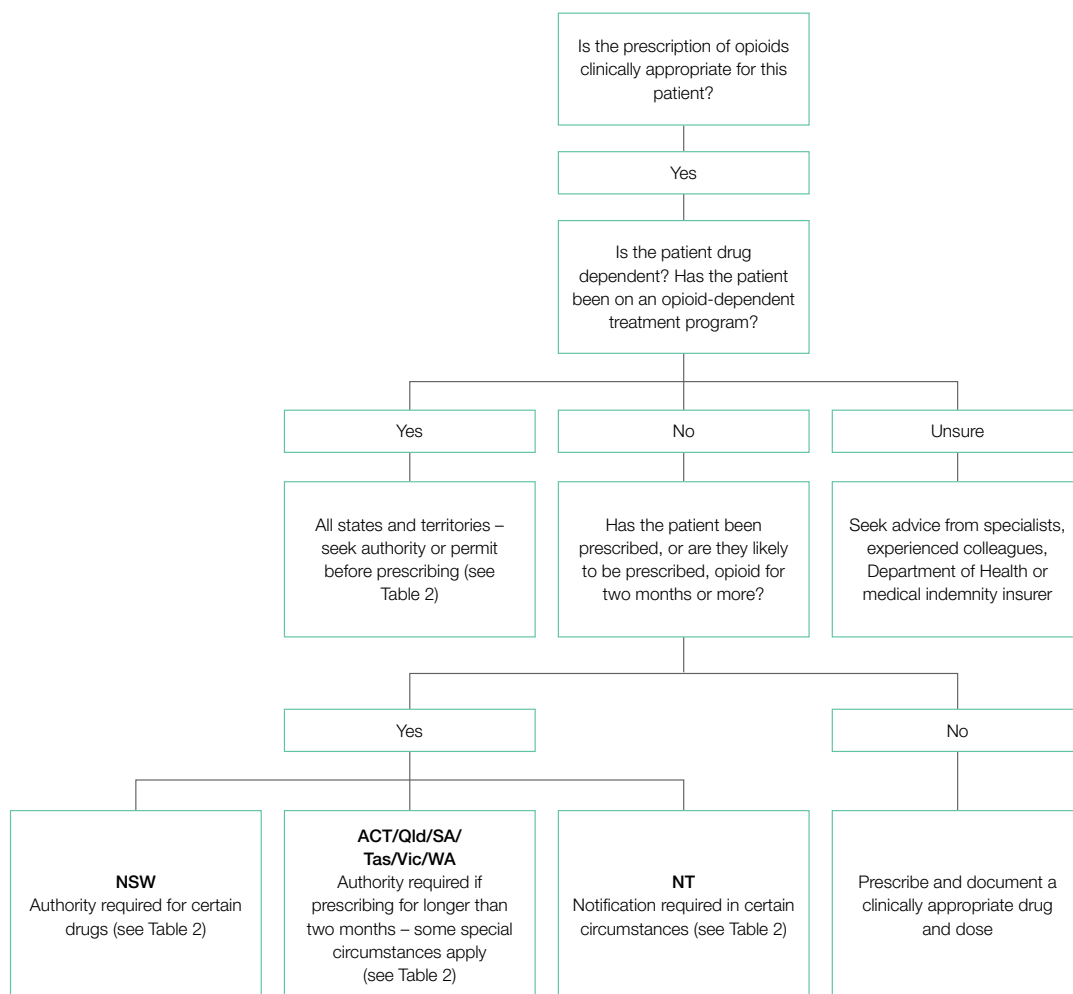 Is the prescription of opioids
clinically appropriate for this
patient?
Yes
Is the patient drug
dependent? Has the patient
been on an opioid-dependent
treatment program?
Yes
No
Unsure
All states and territories –
seek authority or permit
before prescribing (see
Table 2)
Has the patient been
prescribed, or are they likely
to be prescribed, opioid for
two months or more?
Seek advice from specialists,
experienced colleagues,
Department of Health or
medical indemnity insurer
Yes
No
NSW
Authority required for certain
drugs (see Table 2)
ACT/Qld/SA/
Tas/Vic/WA
Authority required if
prescribing for longer than
two months – some special
circumstances apply
(see Table 2)
NT
Notification required in certain
circumstances (see Table 2)
Prescribe and document a
clinically appropriate drug
and dose